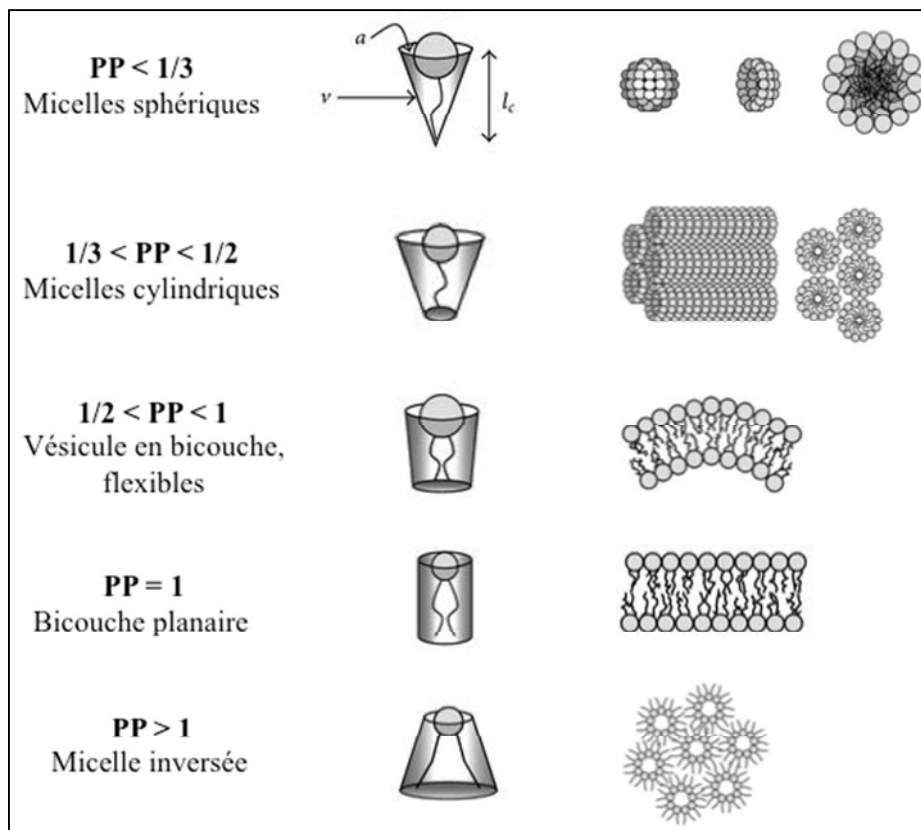 PP < 1/3
Micelles sphériques
a
v
l_c
1/3 < PP < 1/2
Micelles cylindriques
1/2 < PP < 1
Vésicule en bicouche,
flexibles
PP = 1
Bicouche planaire
PP > 1
Micelle inversée